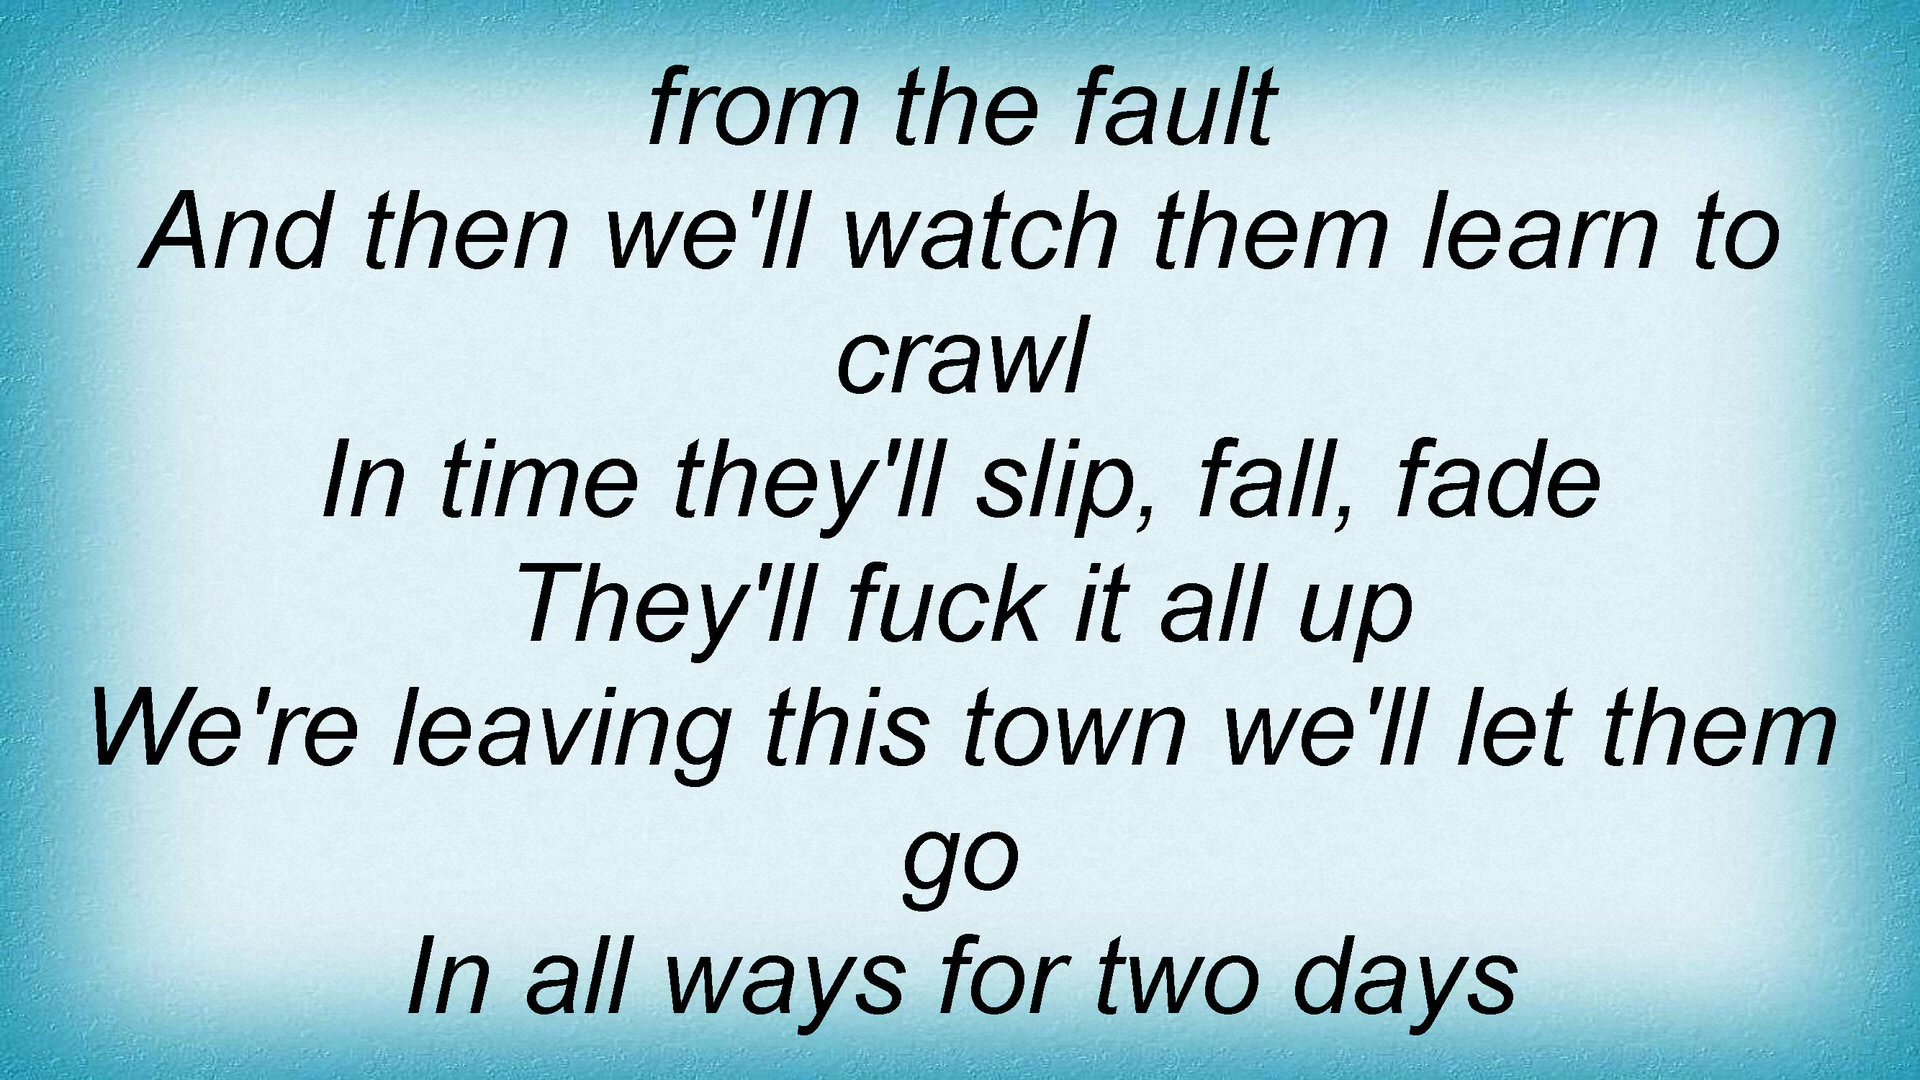 from the fault
And then we'll watch them learn to
crawl
In time they'll slip, fall, fade
They'll fuck it all up
We're leaving this town we'll let them
go
In all ways for two days